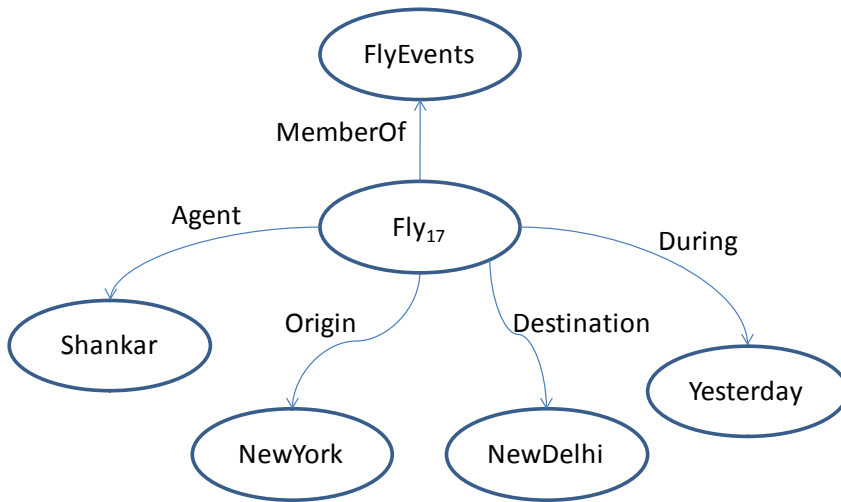 FlyEvents
MemberOf
Agent
Fly₁₇
During
Origin
Destination
Shankar
Yesterday
NewYork
NewDelhi